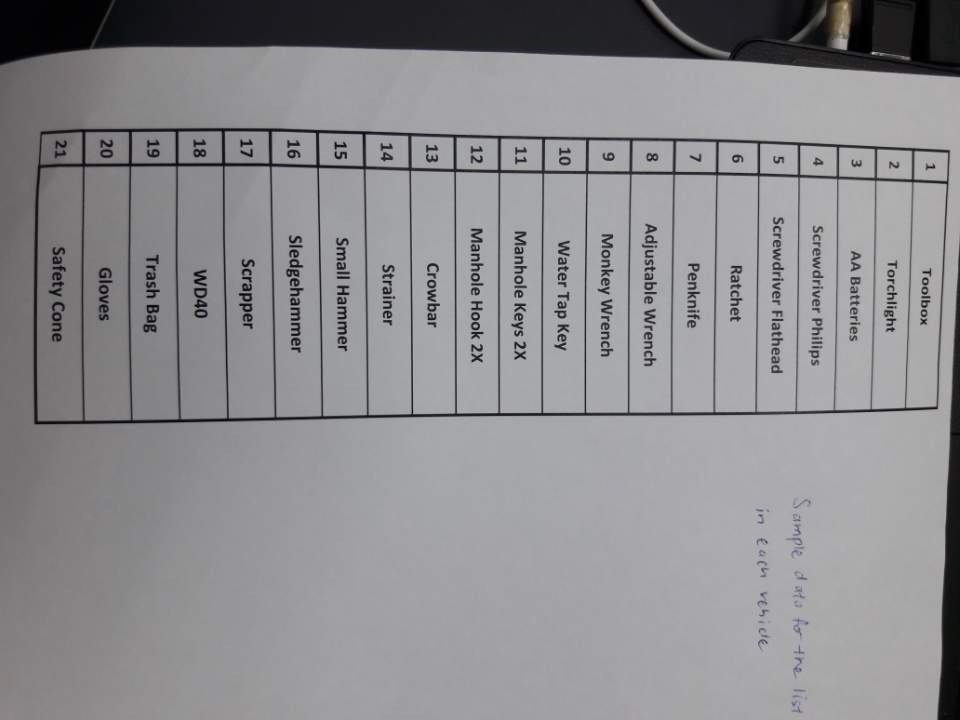 1 Toolbox
2 Torchlight
3 AA Batteries
4 Screwdriver Philips
5 Screwdriver Flathead
6 Ratchet
7 Penknife
8 Adjustable Wrench
9 Monkey Wrench
10 Water Tap Key
11 Manhole Keys 2X
12 Manhole Hook 2X
13 Crowbar
14 Strainer
15 Small Hammer
16 Sledgehammer
17 Scrapper
18 WD40
19 Trash Bag
20 Gloves
21 Safety Cone
Sample data for the list
in each vehicle